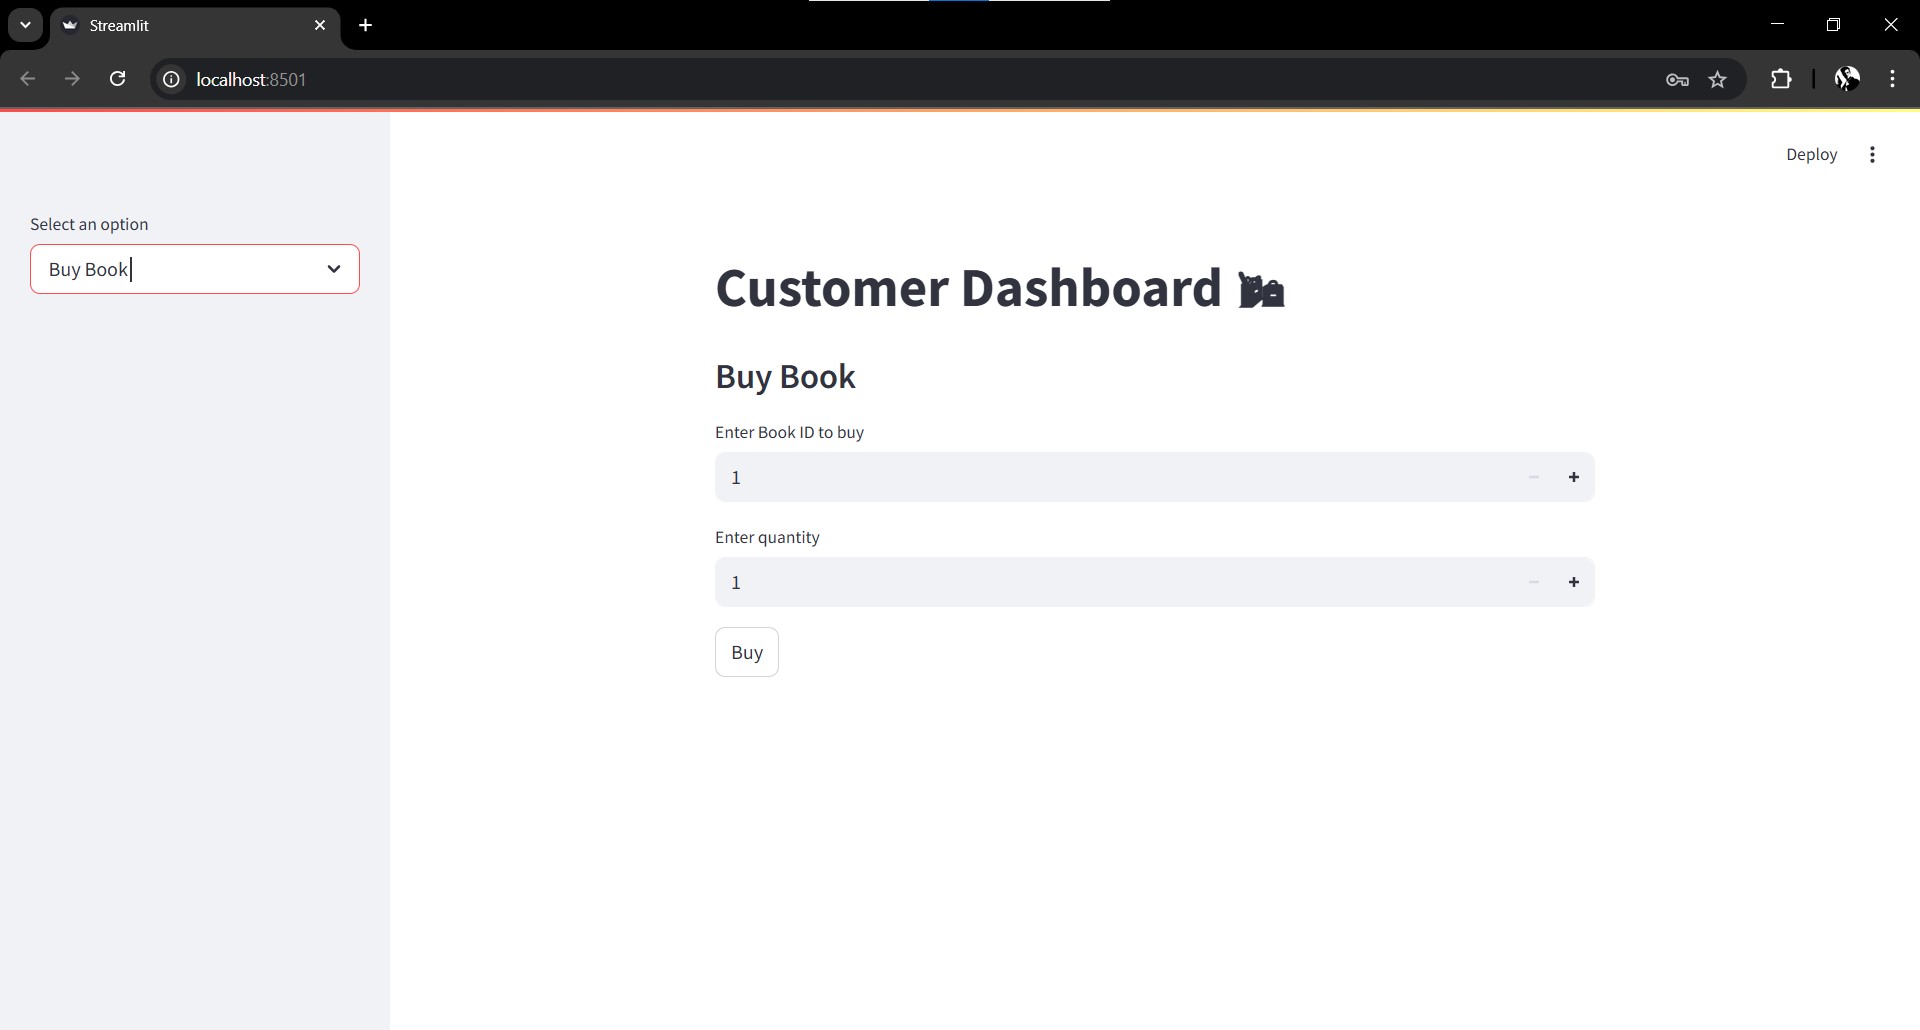 Streamlit
localhost:8501
Deploy
Select an option
Buy Book
Customer Dashboard 🛍
Buy Book
Enter Book ID to buy
1
Enter quantity
1
Buy